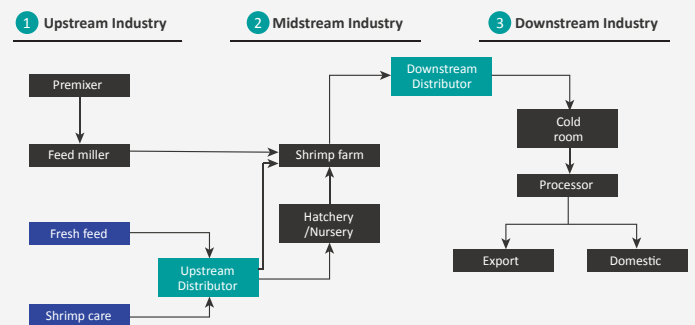 1 Upstream Industry
2 Midstream Industry
3 Downstream Industry
Premixer
Feed miller
Fresh feed
Shrimp care
Upstream
Distributor
Shrimp farm
Hatchery
/Nursery
Downstream
Distributor
Cold
room
Processor
Export
Domestic